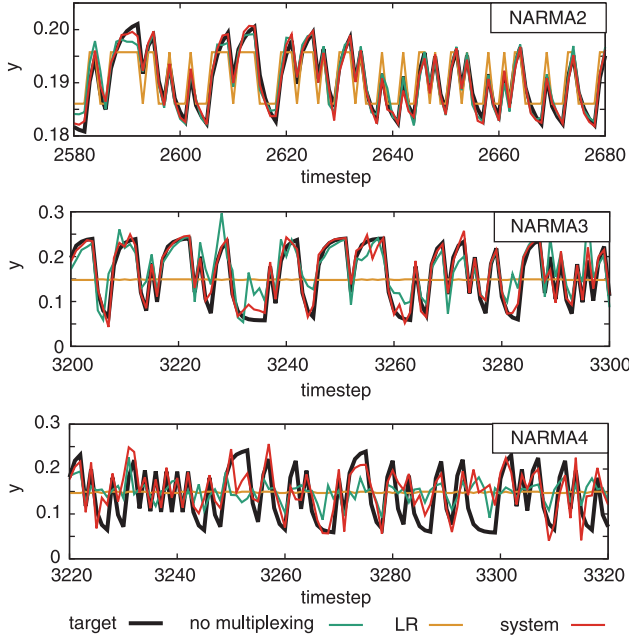 NARMA2
0.20
y
0.19
0.18
2580 2600 2620 2640 2660 2680
timestep
NARMA3
0.3
0.2
y
0.1
0
3200 3220 3240 3260 3280 3300
timestep
NARMA4
0.3
0.2
y
0.1
0
3220 3240 3260 3280 3300 3320
target no multiplexing timestep LR system